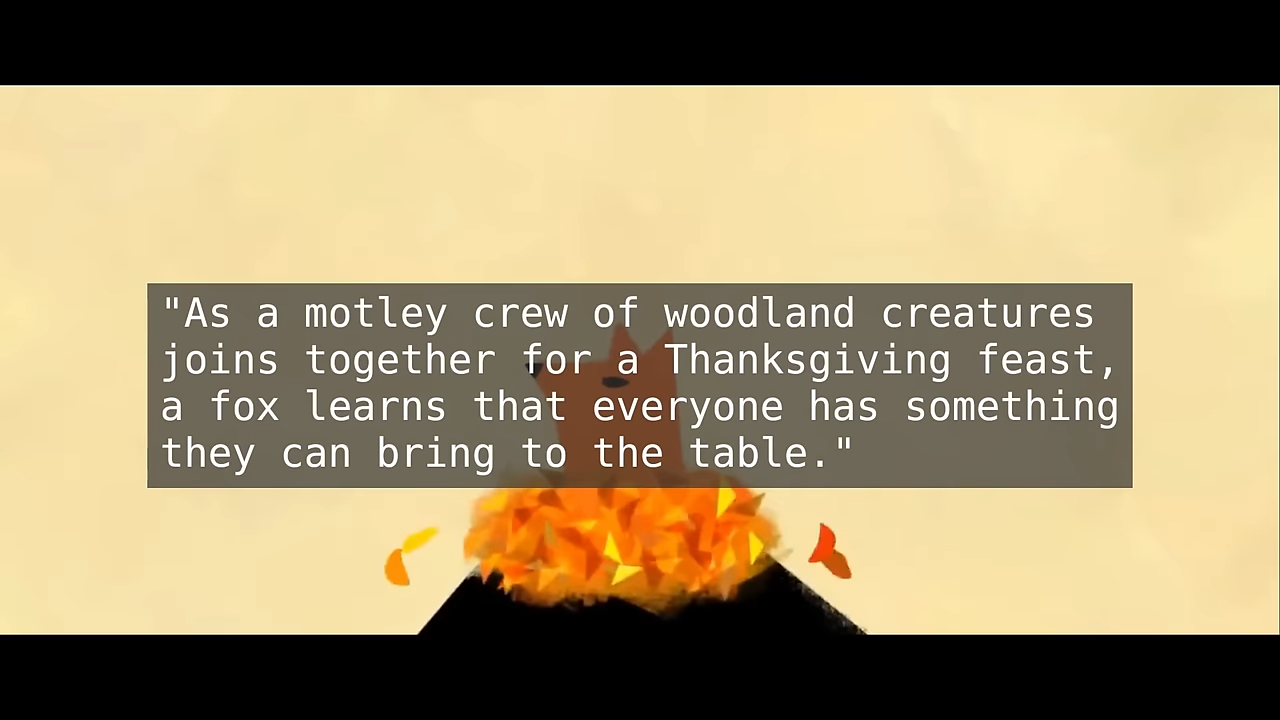 "As a motley crew of woodland creatures
joins together for a Thanksgiving feast,
a fox learns that everyone has something
they can bring to the table."